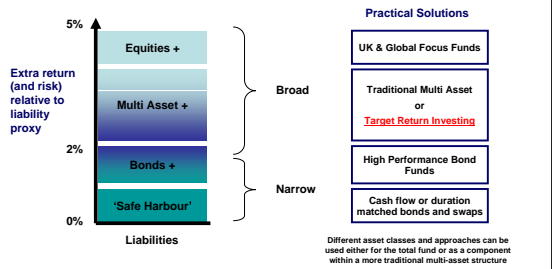 Practical Solutions
5%
Equities +
UK & Global Focus Funds
Extra return
(and risk)
relative to
liability
proxy
Multi Asset +
Broad
Traditional Multi Asset
or
Target Return Investing
2%
Bonds +
High Performance Bond
Funds
Narrow
'Safe Harbour'
Cash flow or duration
matched bonds and swaps
0%
Liabilities
Different asset classes and approaches can be
used either for the total fund or as a component
within a more traditional multi-asset structure